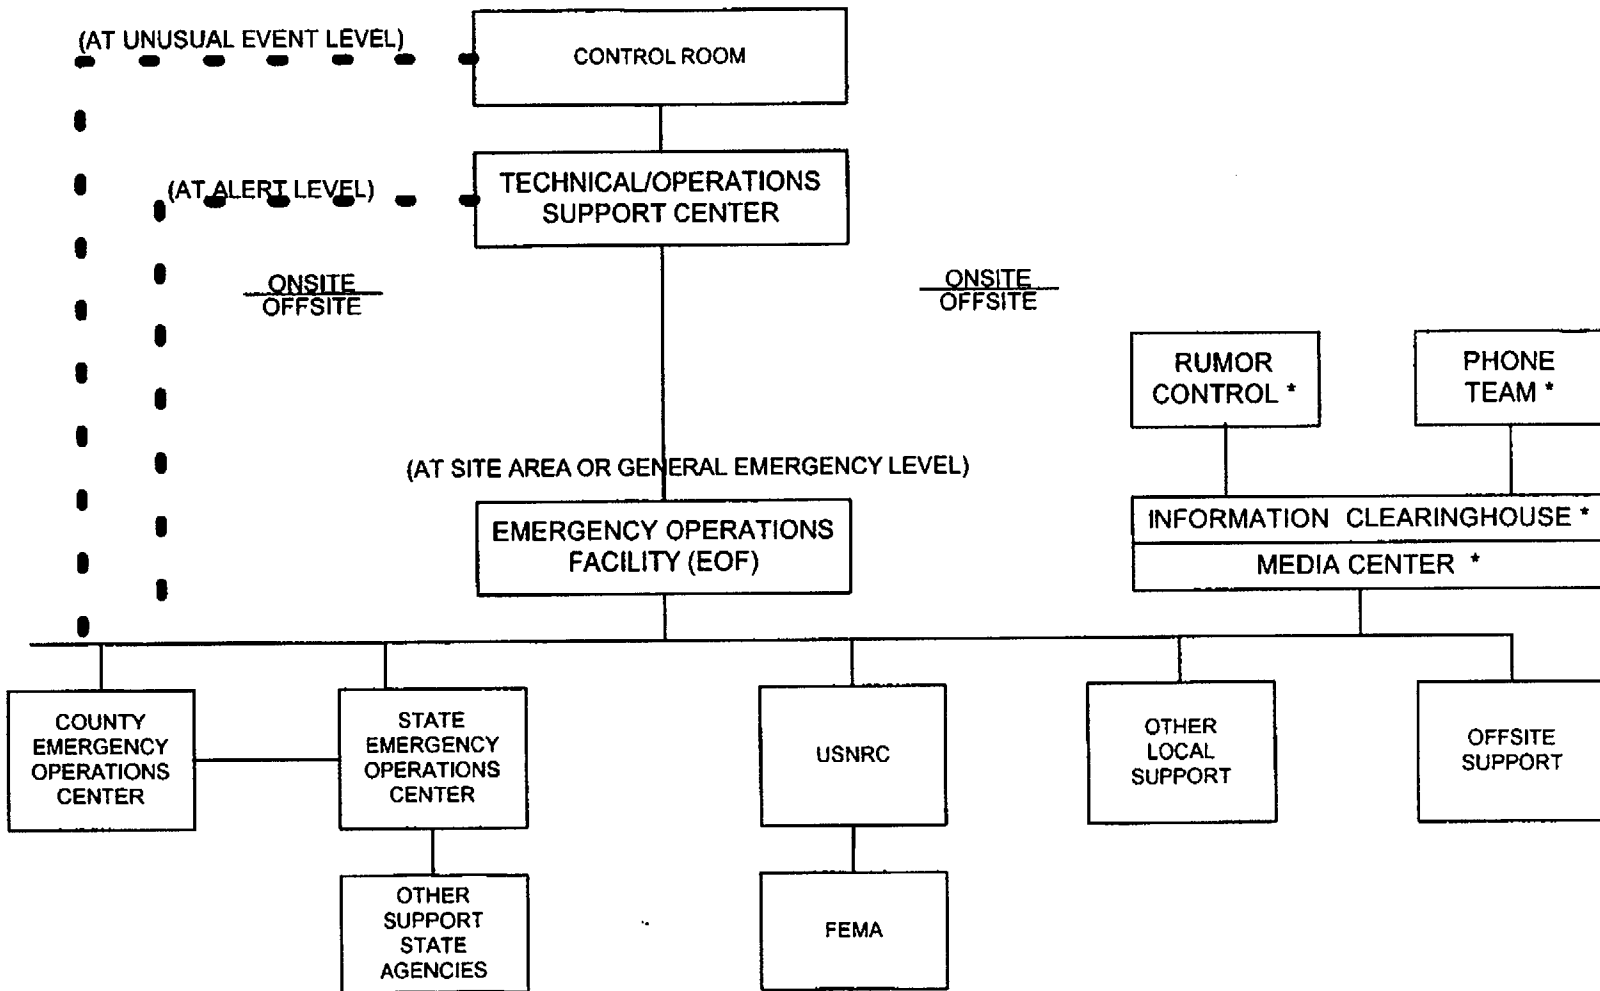 (AT UNUSUAL EVENT LEVEL)
CONTROL ROOM
(AT ALERT LEVEL)
TECHNICAL/OPERATIONS
SUPPORT CENTER
ONSITE
OFFSITE
ONSITE
OFFSITE
RUMOR
CONTROL *
PHONE
TEAM *
(AT SITE AREA OR GENERAL EMERGENCY LEVEL)
EMERGENCY OPERATIONS
FACILITY (EOF)
INFORMATION CLEARINGHOUSE *
MEDIA CENTER *
COUNTY
EMERGENCY
OPERATIONS
CENTER
STATE
EMERGENCY
OPERATIONS
CENTER
USNRC
OTHER
LOCAL
SUPPORT
OFFSITE
SUPPORT
OTHER
SUPPORT
STATE
AGENCIES
FEMA